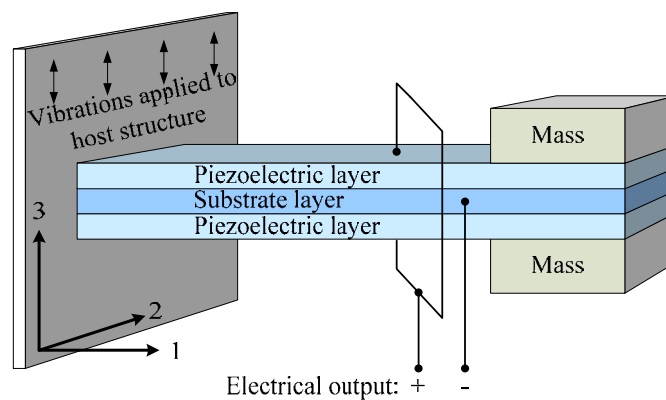 Vibrations applied to
host structure
Mass
Piezoelectric layer
Substrate layer
Piezoelectric layer
Mass
3
2
1
Electrical output: + -